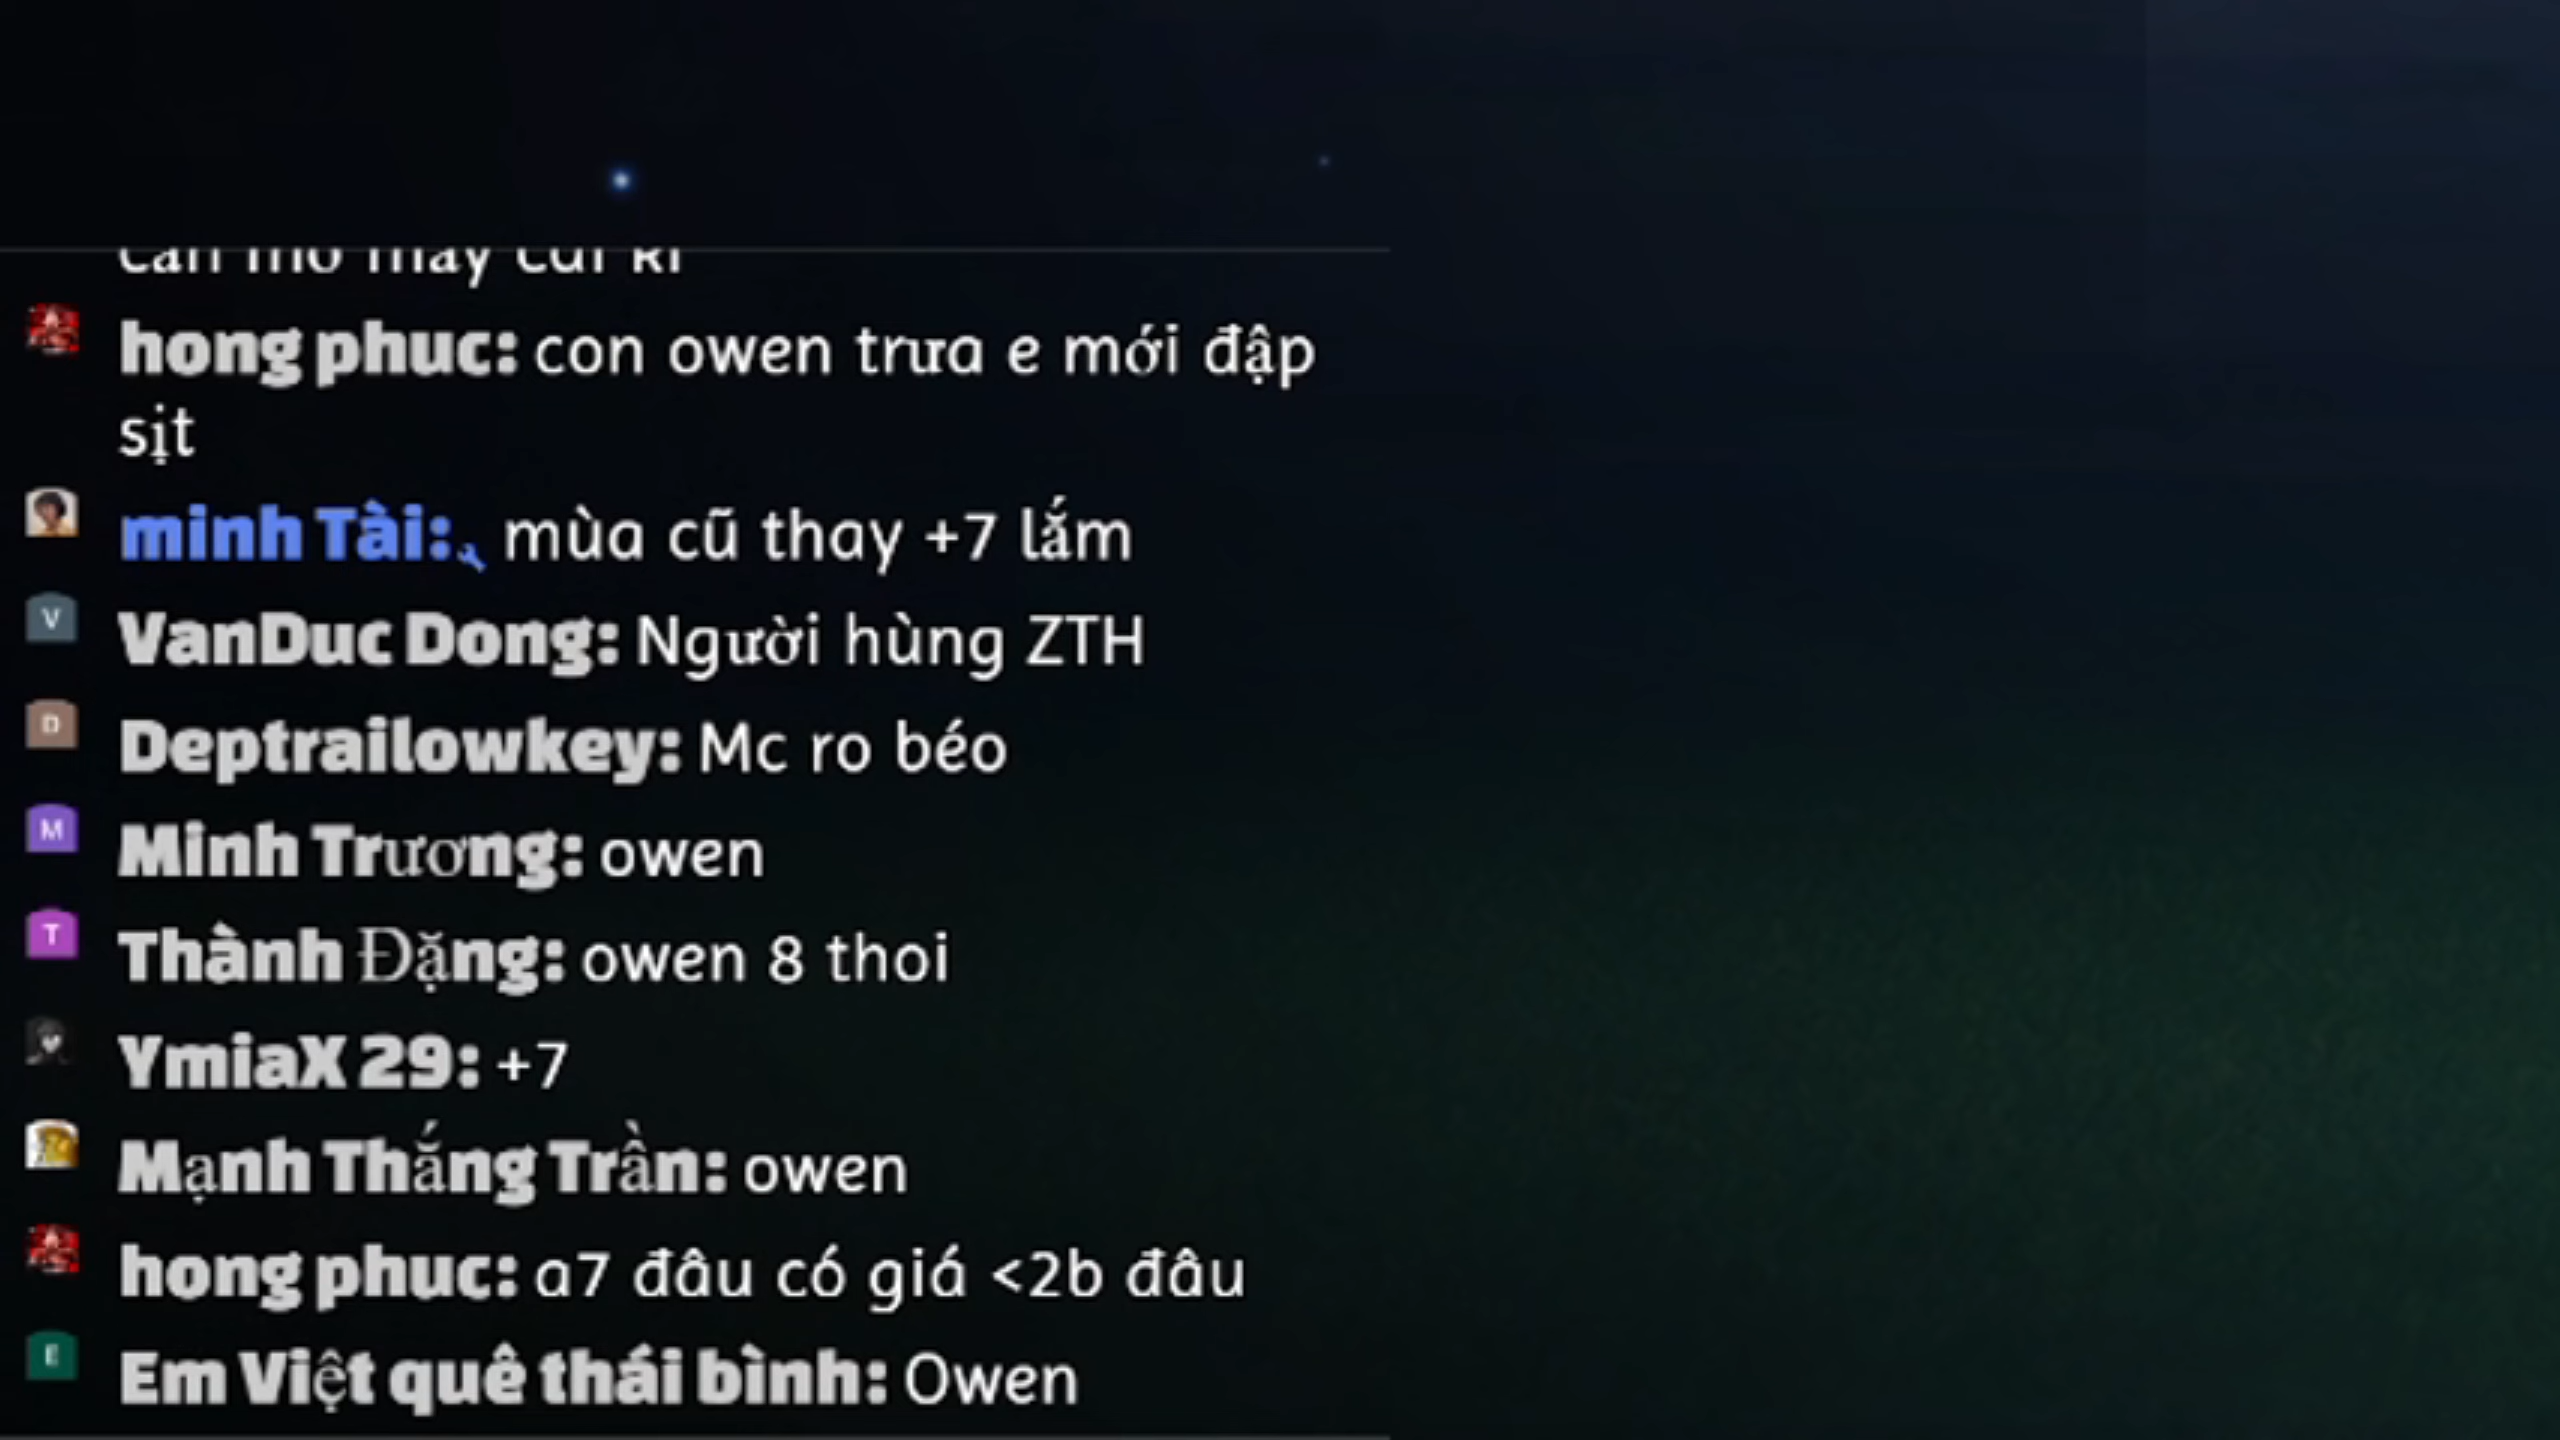 hong phuc: con owen trưa e mới đập
sịt
minh Tài: mùa cũ thay +7 lắm
V
VanDuc Dong: Người hùng ZTH
D
Deptrailowkey: Mc ro béo
M
Minh Trương: owen
T
Thành Đặng: owen 8 thoi
YmiaX 29: +7
Mạnh Thắng Trần: owen
hong phuc: a7 đâu có giá <2b đâu
E
Em Việt quê thái bình: Owen